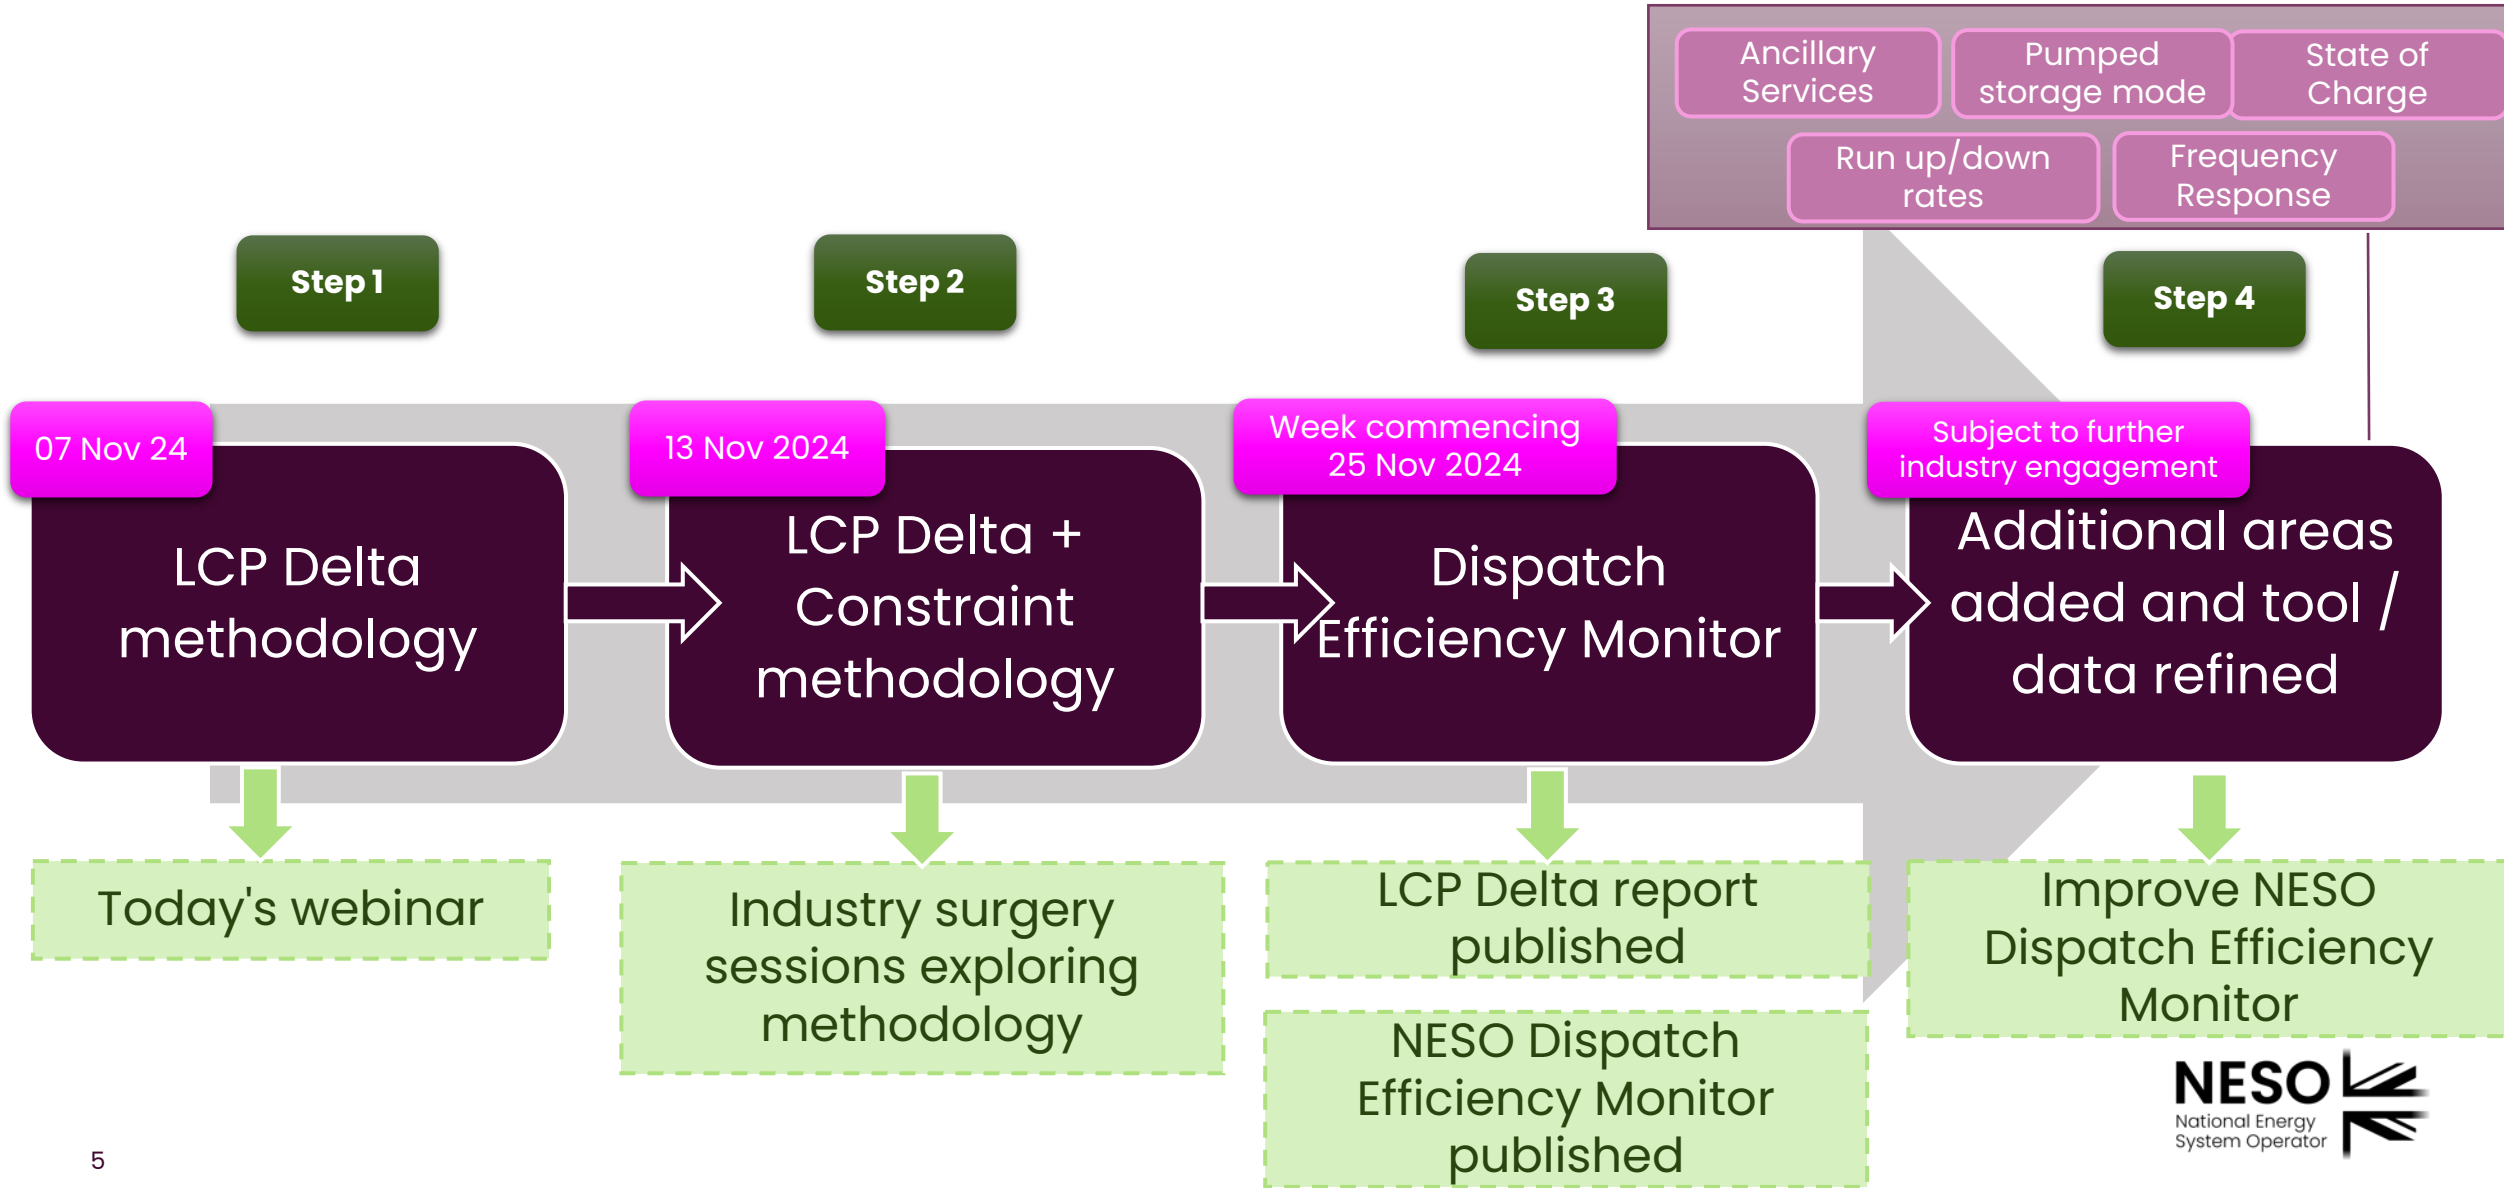 Ancillary
Services
Pumped
storage mode
State of
Charge
Run up/down
rates
Frequency
Response
Step 1
Step 2
Step 3
Step 4
07 Nov 24
LCP Delta
methodology
13 Nov 2024
LCP Delta +
Constraint
methodology
Week commencing
25 Nov 2024
Dispatch
Efficiency Monitor
Subject to further
industry engagement
Additional areas
added and tool /
data refined
Today's webinar
Industry surgery
sessions exploring
methodology
LCP Delta report
published
NESO Dispatch
Efficiency Monitor
published
Improve NESO
Dispatch Efficiency
Monitor
NESO
National Energy
System Operator
5